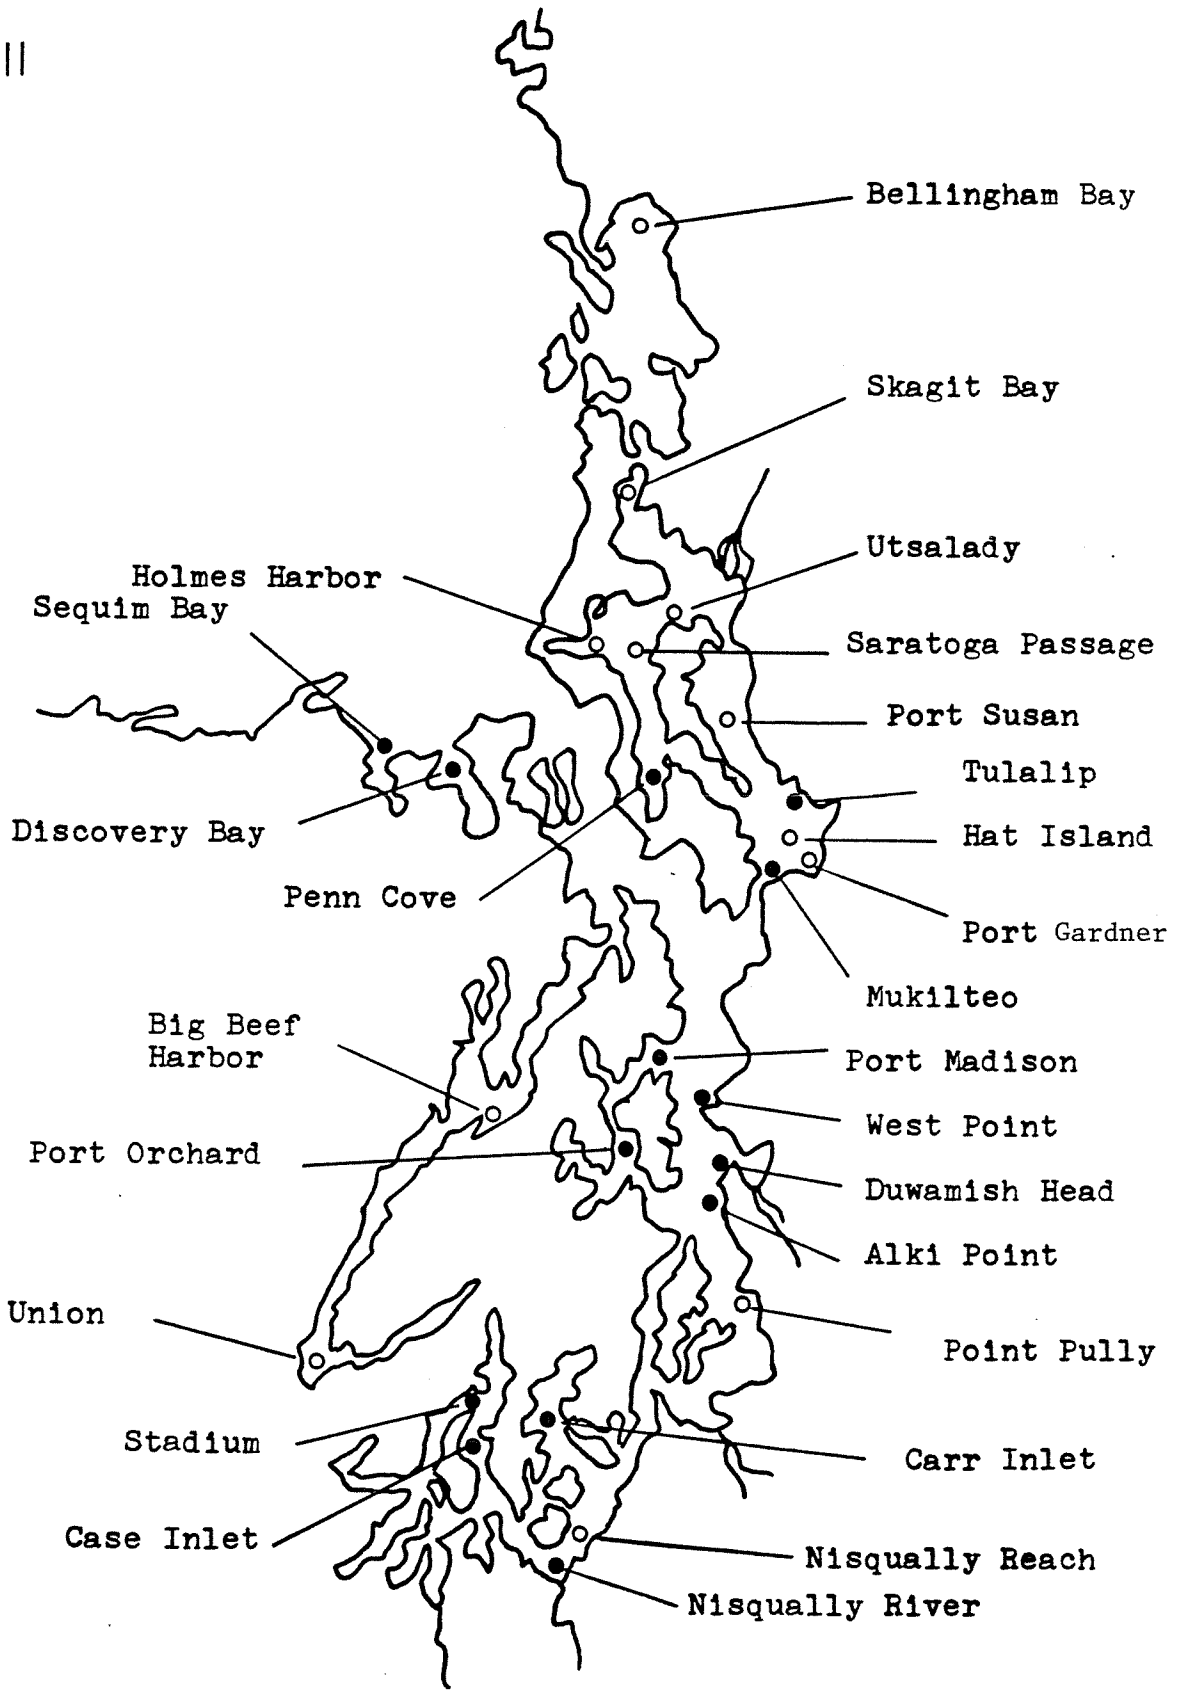 11
Bellingham Bay
Skagit Bay
Utsalady
Holmes Harbor
Sequim Bay
Saratoga Passage
Port Susan
Tulalip
Discovery Bay
Hat Island
Penn Cove
Port Gardner
Mukilteo
Big Beef
Harbor
Port Madison
West Point
Port Orchard
Duwamish Head
Alki Point
Union
Point Pully
Stadium
Carr Inlet
Case Inlet
Nisqually Reach
Nisqually River